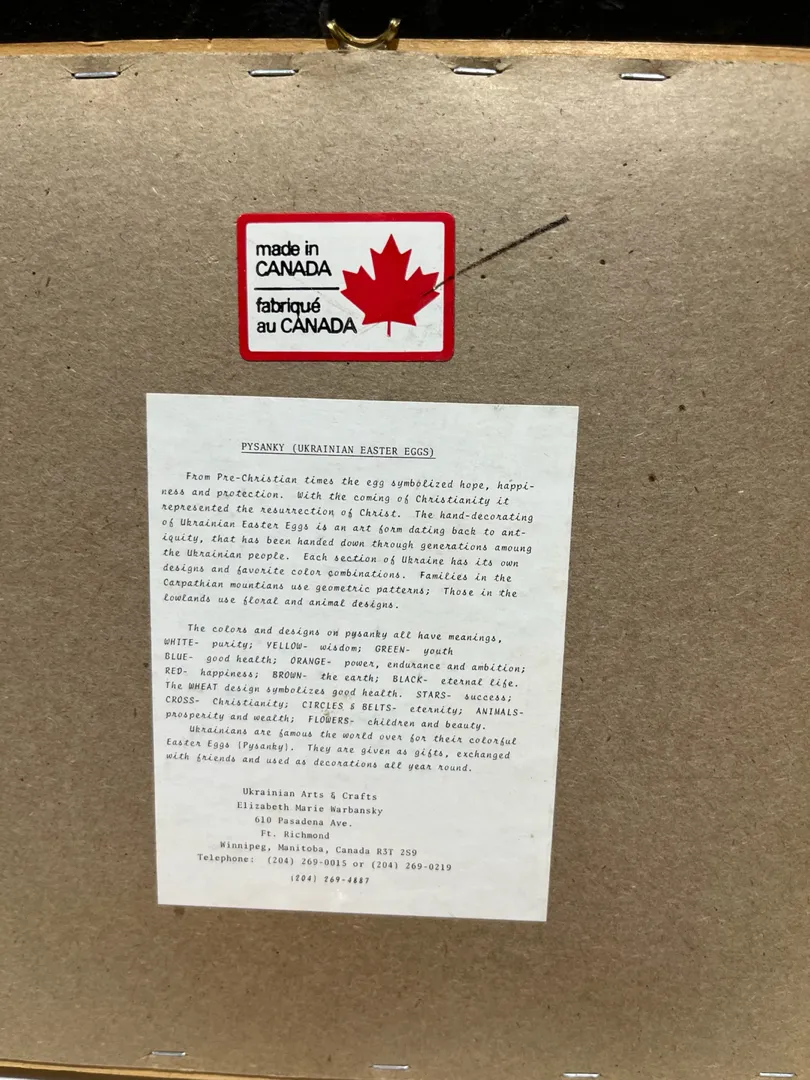 made in
CANADA
fabriqué
au CANADA
PYSANKY (UKRAINIAN EASTER EGGS)
From Pre-Christian times the egg symbolized hope, happi-
ness and protection. With the coming of Christianity it
represented the resurrection of Christ. The hand-decorating
of Ukrainian Easter Eggs is an art form dating back to ant-
iquity, that has been handed down through generations amoung
the Ukrainian people. Each section of Ukraine has its own
designs and favorite color combinations. Families in the
Carpathian mountians use geometric patterns; Those in the
lowlands use floral and animal designs.
The colors and designs on pysanky all have meanings,
WHITE- purity; YELLOW- wisdom; GREEN- youth
BLUE- good health; ORANGE- power, endurance and ambition;
RED- happiness; BROWN- the earth; BLACK- eternal life.
The WHEAT design symbolizes good health. STARS- success;
CROSS- Christianity; CIRCLES & BELTS- eternity; ANIMALS-
prosperity and wealth; FLOWERS- children and beauty.
Ukrainians are famous the world over for their colorful
Easter Eggs (Pysanky). They are given as gifts, exchanged
with friends and used as decorations all year round.
Ukrainian Arts & Crafts
Elizabeth Marie Warbansky
610 Pasadena Ave.
Ft. Richmond
Winnipeg, Manitoba, Canada R3T 2S9
Telephone: (204) 269-0015 or (204) 269-0219
(204) 269-4887